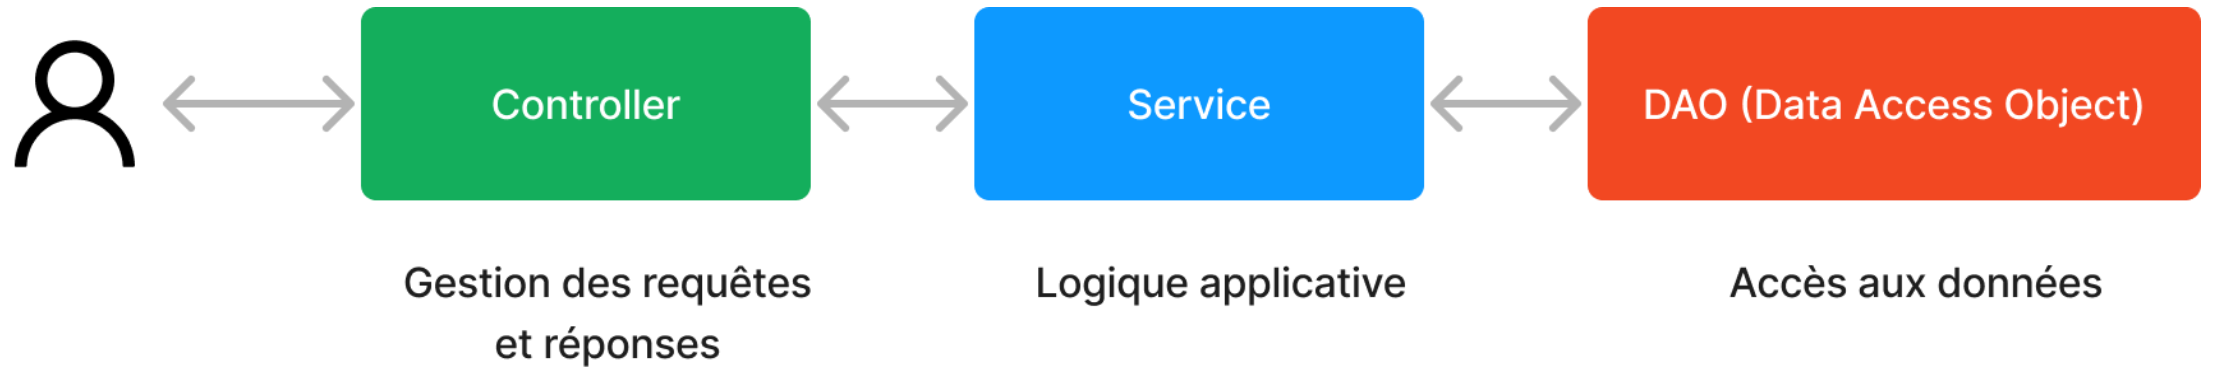 Controller
Service
DAO (Data Access Object)
Gestion des requêtes
et réponses
Logique applicative
Accès aux données